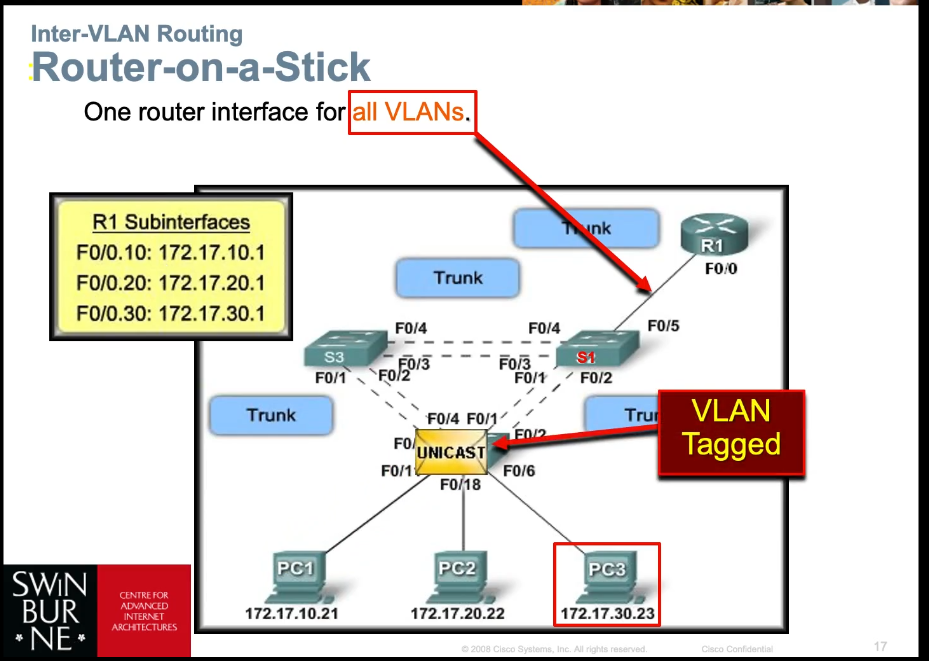 Inter-VLAN Routing
Router-on-a-Stick
One router interface for all VLANs.
R1 Subinterfaces
F0/0.10: 172.17.10.1
F0/0.20: 172.17.20.1
F0/0.30: 172.17.30.1
Trunk
R1
F0/0
Trunk
F0/4
F0/4
F0/5
S3
S1
F0/3
F0/3
F0/1
F0/2
F0/1
F0/2
Trunk
VLAN
Tagged
F0/4
F0/1
F0/2
UNICAST
F0/6
F0/18
PC1
PC2
PC3
172.17.10.21
172.17.20.22
172.17.30.23
SWIN
BUR
*NE*
CENTRE FOR
ADVANCED
INTERNET
ARCHITECTURES
© 2008 Cisco Systems, Inc. All rights reserved.
Cisco Confidential
17